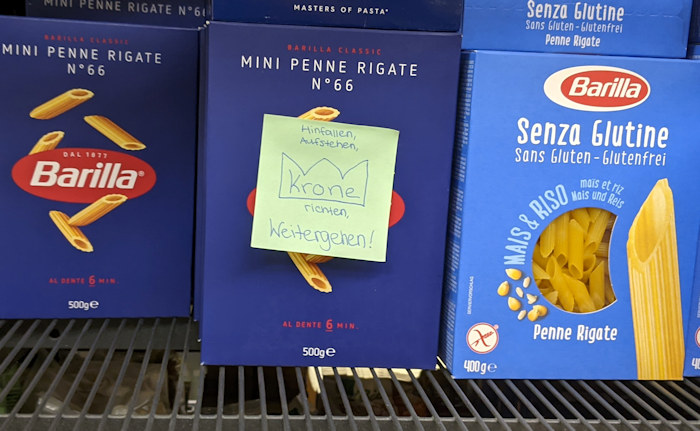 MINI PENNE RIGATE N°6
MASTERS OF PASTA
BARILLA CLASSIC
MINI PENNE RIGATE
N°66
DAL 1877
Barilla
AL DENTE 6 MIN.
500g e
BARILLA CLASSIC
MINI PENNE RIGATE
N°66
Hinfallen,
Aufstehen,
Krone
richten,
Weitergehen!
AL DENTE 6 MIN.
500g e
Senza Glutine
Sans Gluten - Glutenfrei
Penne Rigate
Barilla
Senza Glutine
Sans Gluten - Glutenfrei
MAIS & RISO
mais et riz
Mais und Reis
Penne Rigate
400g e